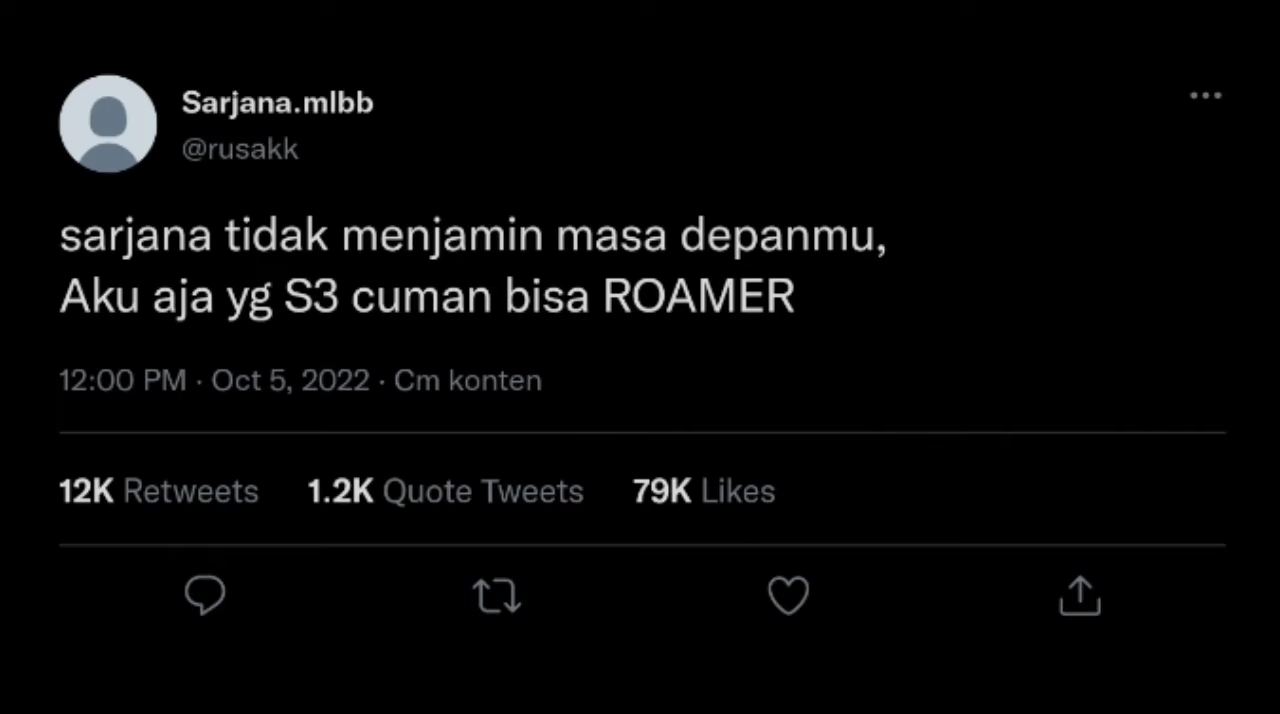 Sarjana.mlbb
@rusakk
sarjana tidak menjamin masa depanmu,
Aku aja yg S3 cuman bisa ROAMER
12:00 PM · Oct 5, 2022 · Cm konten
12K Retweets 1.2K Quote Tweets 79K Likes